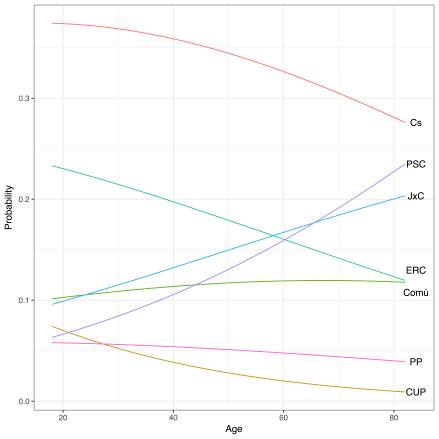 Probability
0.3
0.2
0.1
0.0
Cs
PSC
JxC
ERC
Comú
PP
CUP
20
40
60
80
Age